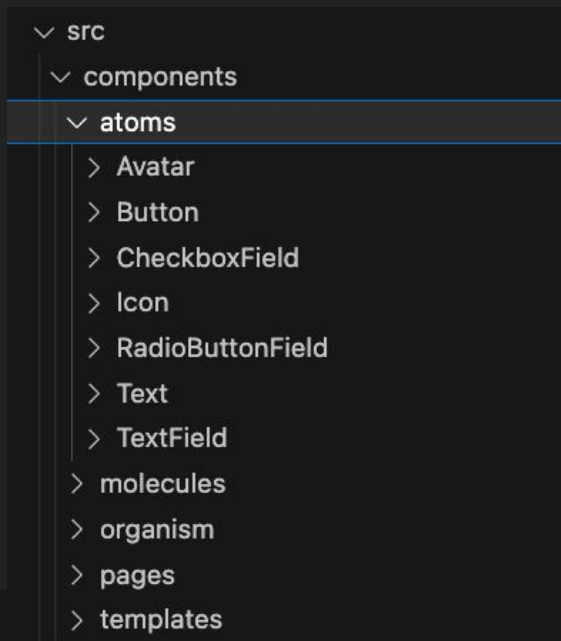 src
components
atoms
Avatar
Button
CheckboxField
Icon
RadioButtonField
Text
TextField
molecules
organism
pages
templates